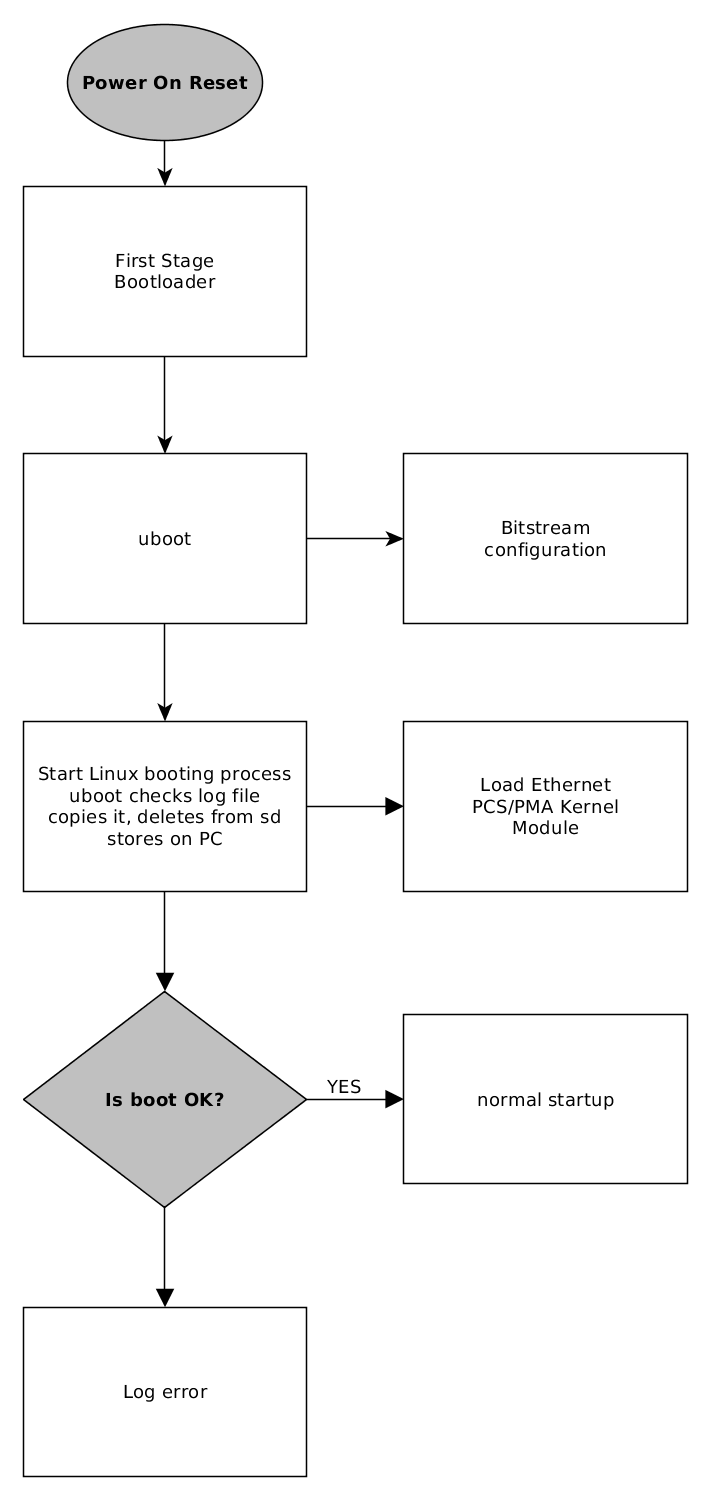 Power On Reset
First Stage
Bootloader
uboot
Bitstream
configuration
Start Linux booting process
uboot checks log file
copies it, deletes from sd
stores on PC
Load Ethernet
PCS/PMA Kernel
Module
Is boot OK?
YES
normal startup
Log error